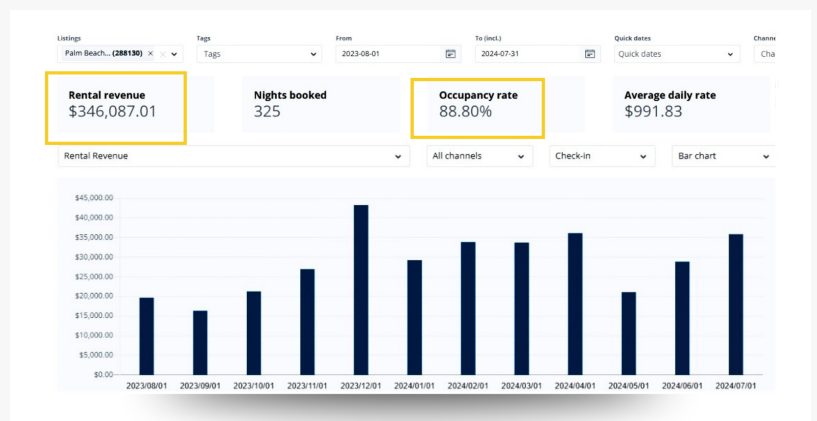 Listings Tags From To (incl.) Quick dates Channe
Palm Beach... (288130) × × Tags 2023-08-01 2024-07-31 Quick dates Cha
Rental revenue Nights booked Occupancy rate Average daily rate
$346,087.01 325 88.80% $991.83
Rental Revenue All channels Check-in Bar chart
$45,000.00
$40,000.00
$35,000.00
$30,000.00
$25,000.00
$20,000.00
$15,000.00
$10,000.00
$5,000.00
$0.00
2023/08/01 2023/09/01 2023/10/01 2023/11/01 2023/12/01 2024/01/01 2024/02/01 2024/03/01 2024/04/01 2024/05/01 2024/06/01 2024/07/01